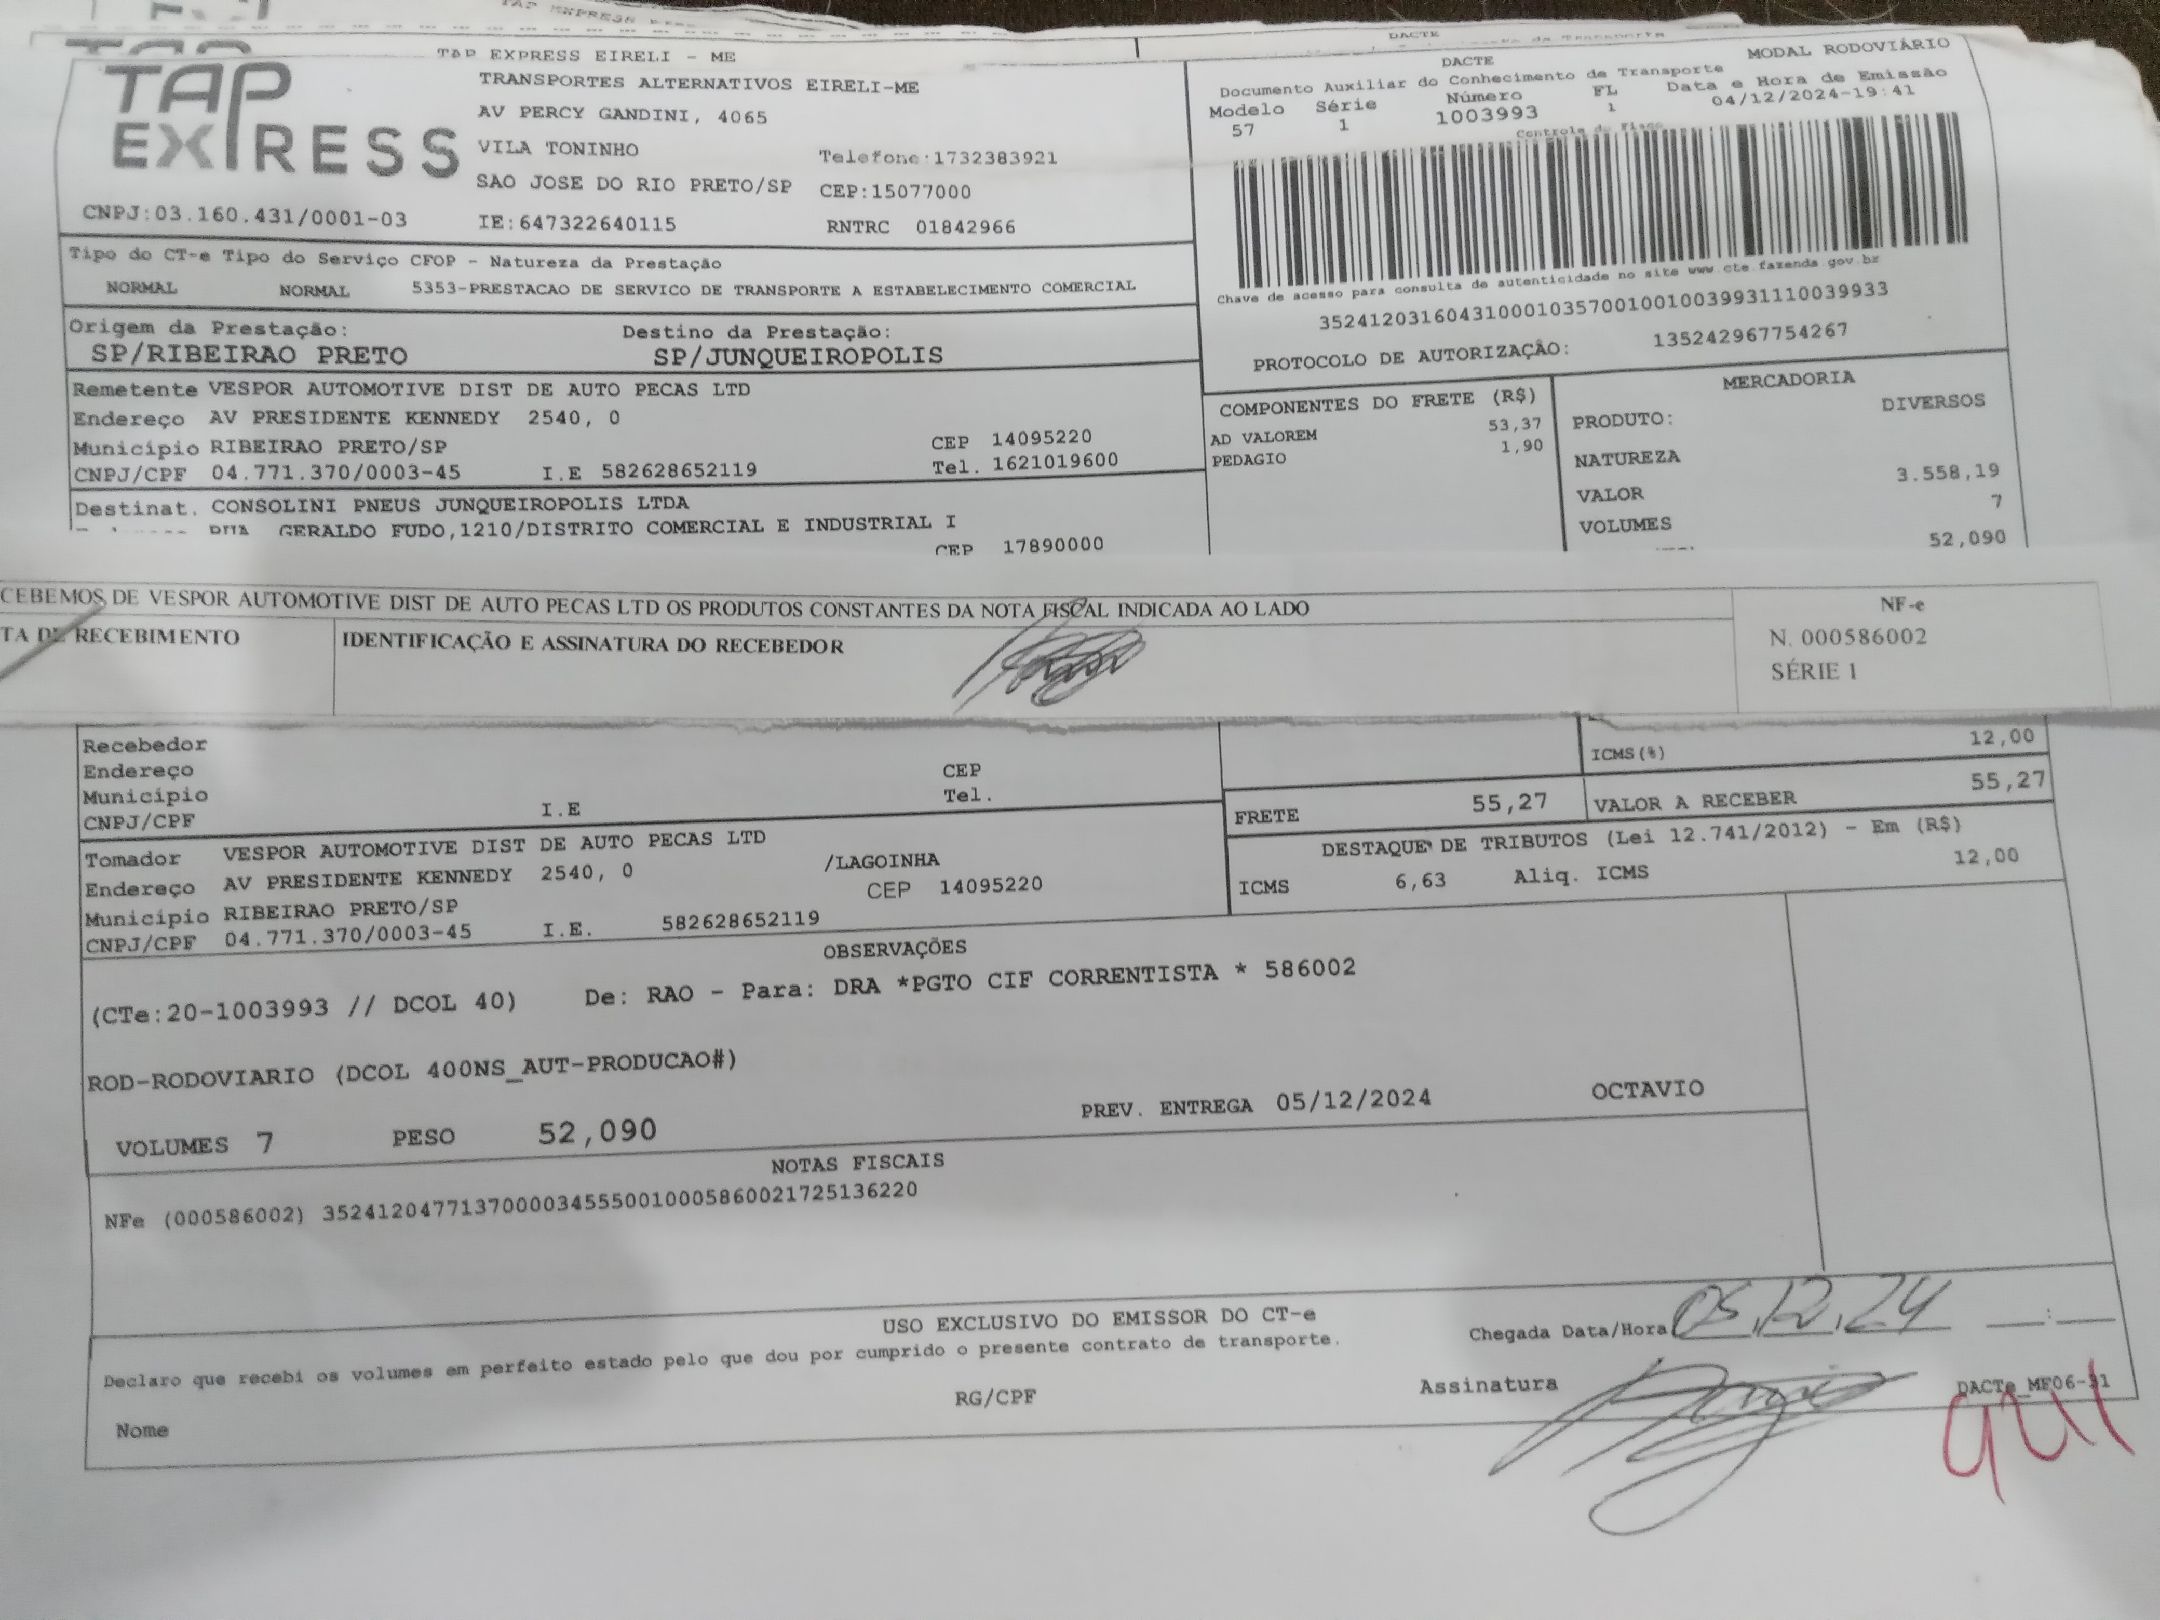 TAP EXPRESS
DACTE
TAP EXPRESS EIRELI - ME
TAP EXPRESS
TRANSPORTES ALTERNATIVOS EIRELI-ME
AV PERCY GANDINI, 4065
VILA TONINHO
Telefone:1732383921
SAO JOSE DO RIO PRETO/SP CEP:15077000
CNPJ:03.160.431/0001-03 IE:647322640115 RNTRC 01842966
DACTE MODAL RODOVIÁRIO
Documento Auxiliar do Conhecimento de Transporte Data e Hora de Emissão
Modelo Série Número FL 04/12/2024-19:41
57 1 1003993 1
Controle do Fisco
Chave de acesso para consulta de autenticidade no site www.cte.fazenda.gov.br
35241203160431000103570010010039931110039933
PROTOCOLO DE AUTORIZAÇÃO: 135242967754267
Tipo do CT-e Tipo do Serviço CFOP - Natureza da Prestação
NORMAL NORMAL 5353-PRESTACAO DE SERVICO DE TRANSPORTE A ESTABELECIMENTO COMERCIAL
Origem da Prestação: Destino da Prestação:
SP/RIBEIRAO PRETO SP/JUNQUEIROPOLIS
Remetente VESPOR AUTOMOTIVE DIST DE AUTO PECAS LTD
Endereço AV PRESIDENTE KENNEDY 2540, 0
Município RIBEIRAO PRETO/SP CEP 14095220
CNPJ/CPF 04.771.370/0003-45 I.E 582628652119 Tel. 1621019600
Destinat. CONSOLINI PNEUS JUNQUEIROPOLIS LTDA
RUA GERALDO FUDO,1210/DISTRITO COMERCIAL E INDUSTRIAL I
CEP 17890000
COMPONENTES DO FRETE (R$)
AD VALOREM 53,37
PEDAGIO 1,90
MERCADORIA
PRODUTO: DIVERSOS
NATUREZA
VALOR 3.558,19
VOLUMES 7
52,090
CEBEMOS DE VESPOR AUTOMOTIVE DIST DE AUTO PECAS LTD OS PRODUTOS CONSTANTES DA NOTA FISCAL INDICADA AO LADO
TA DE RECEBIMENTO IDENTIFICAÇÃO E ASSINATURA DO RECEBEDOR
NF-e
N. 000586002
SÉRIE 1
Recebedor
Endereço CEP
Município Tel.
CNPJ/CPF I.E
ICMS(%) 12,00
FRETE 55,27 VALOR A RECEBER 55,27
DESTAQUE DE TRIBUTOS (Lei 12.741/2012) - Em (R$)
ICMS 6,63 Aliq. ICMS 12,00
Tomador VESPOR AUTOMOTIVE DIST DE AUTO PECAS LTD
Endereço AV PRESIDENTE KENNEDY 2540, 0 /LAGOINHA
Município RIBEIRAO PRETO/SP CEP 14095220
CNPJ/CPF 04.771.370/0003-45 I.E. 582628652119
OBSERVAÇÕES
(CTe:20-1003993 // DCOL 40) De: RAO - Para: DRA *PGTO CIF CORRENTISTA * 586002
ROD-RODOVIARIO (DCOL 400NS_AUT-PRODUCAO#)
VOLUMES 7 PESO 52,090 PREV. ENTREGA 05/12/2024 OCTAVIO
NOTAS FISCAIS
NFe (000586002) 35241204771370000345550010005860021725136220
USO EXCLUSIVO DO EMISSOR DO CT-e
Declaro que recebi os volumes em perfeito estado pelo que dou por cumprido o presente contrato de transporte.
Chegada Data/Hora 05.12.24 :
Nome RG/CPF Assinatura
DACTe_MF06-31